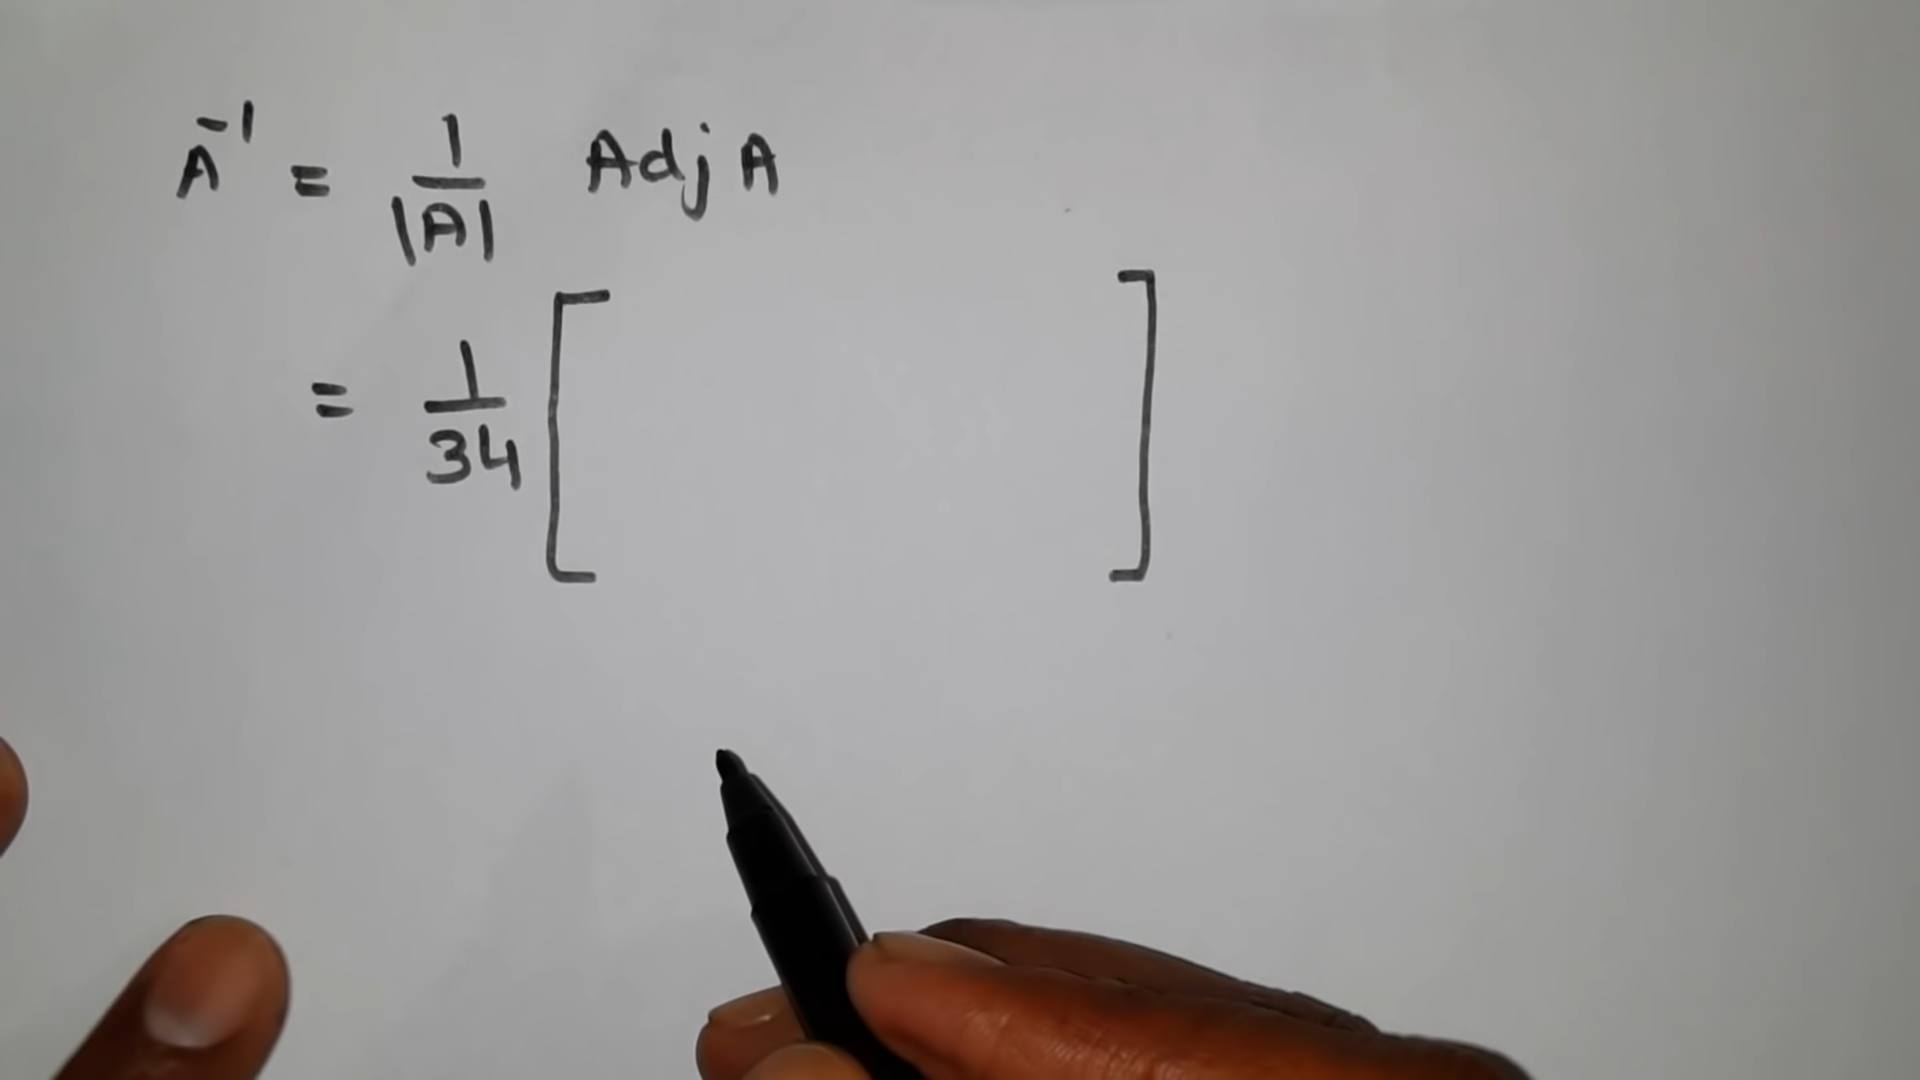 A⁻¹ = 1/|A| Adj A
= 1/34 [ ]